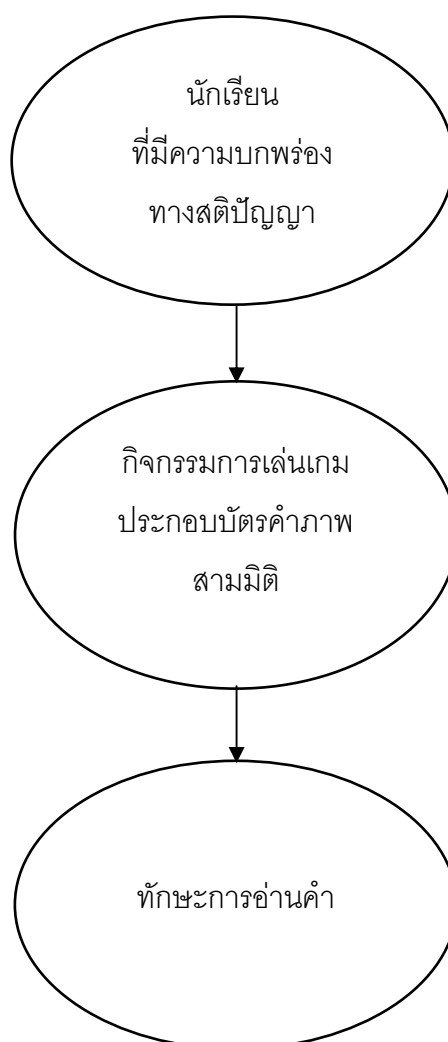 นักเรียน
ที่มีความบกพร่อง
ทางสติปัญญา
กิจกรรมการเล่นเกม
ประกอบบัตรคำภาพ
สามมิติ
ทักษะการอ่านคำ